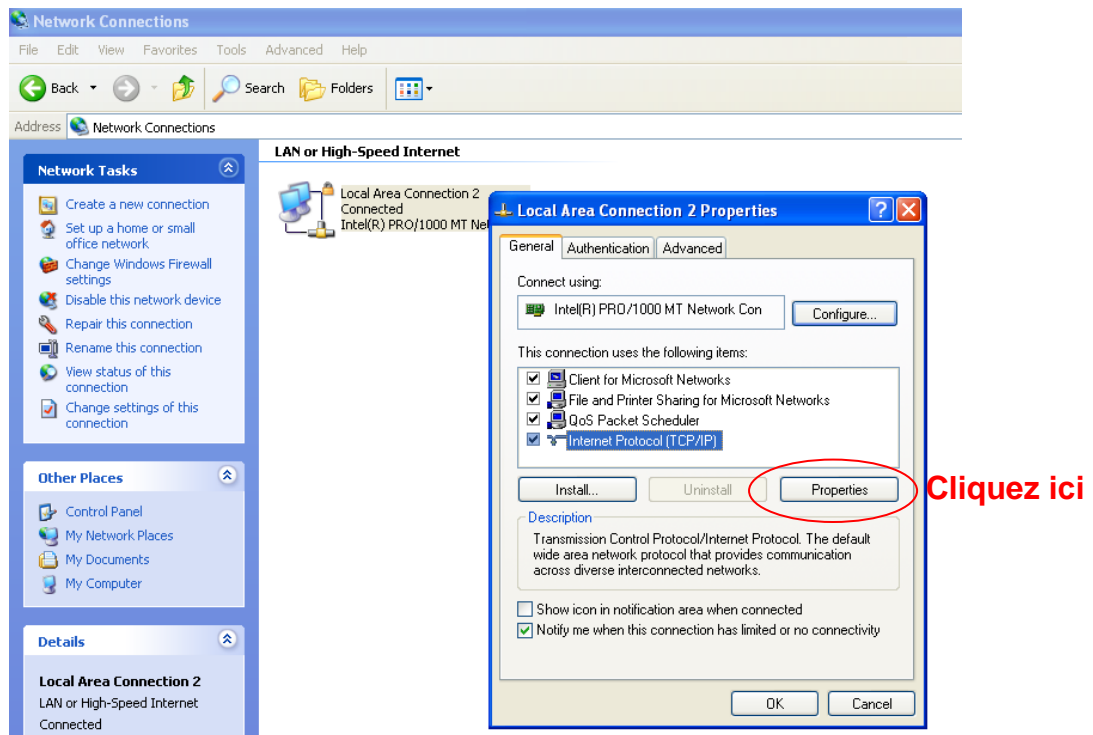 Network Connections
File Edit View Favorites Tools Advanced Help
Back Search Folders
Address Network Connections
Network Tasks
Create a new connection
Set up a home or small
office network
Change Windows Firewall
settings
Disable this network device
Repair this connection
Rename this connection
View status of this
connection
Change settings of this
connection
Other Places
Control Panel
My Network Places
My Documents
My Computer
Details
Local Area Connection 2
LAN or High-Speed Internet
Connected
LAN or High-Speed Internet
Local Area Connection 2
Connected
Intel(R) PRO/1000 MT Ne
Local Area Connection 2 Properties
General Authentication Advanced
Connect using:
Intel(R) PRO/1000 MT Network Con Configure...
This connection uses the following items:
Client for Microsoft Networks
File and Printer Sharing for Microsoft Networks
QoS Packet Scheduler
Internet Protocol (TCP/IP)
Install... Uninstall Properties
Cliquez ici
Description
Transmission Control Protocol/Internet Protocol. The default
wide area network protocol that provides communication
across diverse interconnected networks.
Show icon in notification area when connected
Notify me when this connection has limited or no connectivity
OK Cancel